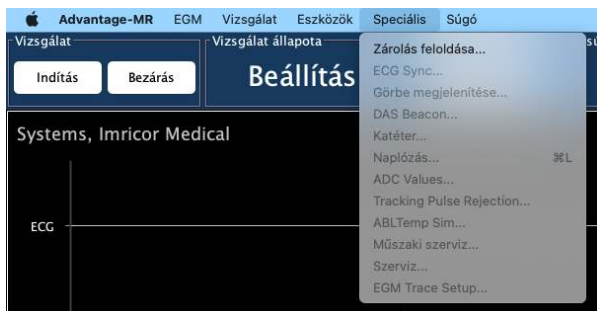 Advantage-MR EGM Vizsgálat Eszközök Speciális Súgó
Vizsgálat
Indítás Bezárás
Vizsgálat állapota
Beállítás
Zárolás feloldása...
ECG Sync...
Görbe megjelenítése...
DAS Beacon...
Katéter...
Naplózás... ⌘L
ADC Values...
Tracking Pulse Rejection...
ABLTemp Sim...
Műszaki szerviz...
Szerviz...
EGM Trace Setup...
Systems, Imricor Medical
ECG